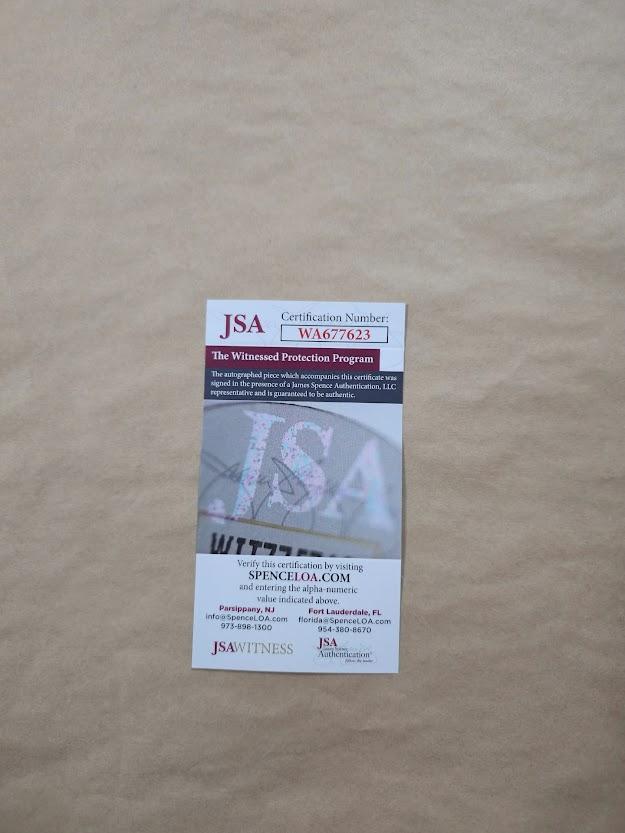 JSA
Certification Number:
WA677623
The Witnessed Protection Program
The autographed piece which accompanies this certificate was
signed in the presence of a James Spence Authentication, LLC
representative and is guaranteed to be authentic.
JSA
Verify this certification by visiting
SPENCELOA.COM
and entering the alpha-numeric
value indicated above.
Parsippany, NJ
info@SpenceLOA.com
973-898-1300
Fort Lauderdale, FL
florida@SpenceLOA.com
954-380-8670
JSAWITNESS
JSA
Authentication